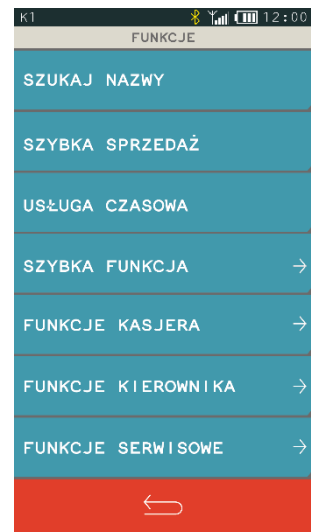 K1 12:00
FUNKCJE
SZUKAJ NAZWY
SZYBKA SPRZEDAŻ
USŁUGA CZASOWA
SZYBKA FUNKCJA
FUNKCJE KASJERA
FUNKCJE KIEROWNIKA
FUNKCJE SERWISOWE